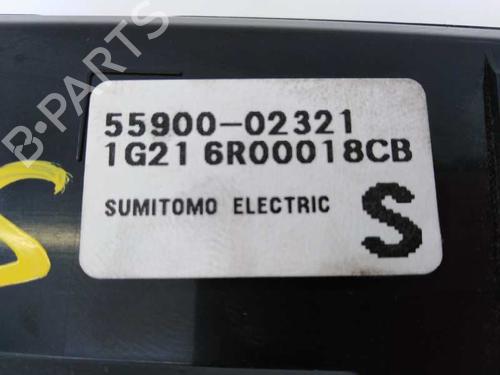 B-PARTS
55900-02321
1G21 6R00018CB
SUMITOMO ELECTRIC
S
S